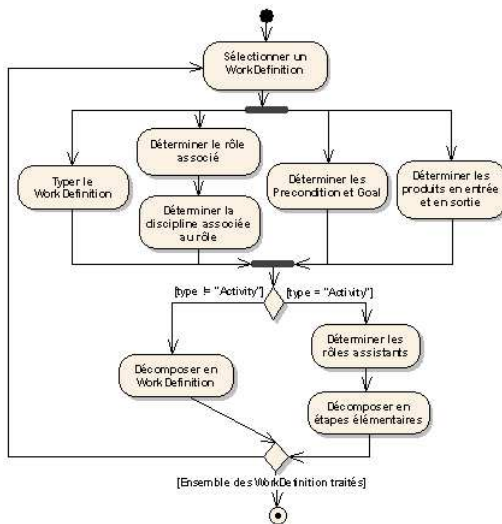 Sélectionner un
WorkDefinition
Déterminer le rôle
associé
Typer le
WorkDefinition
Déterminer la
discipline associée
au rôle
Déterminer les
Precondition et Goal
Déterminer les
produits en entrée
et en sortie
[type != "Activity"]
[type = "Activity"]
Décomposer en
WorkDefinition
Déterminer les
rôles assistants
Décomposer en
étapes élémentaires
[Ensemble des WorkDefinition traités]